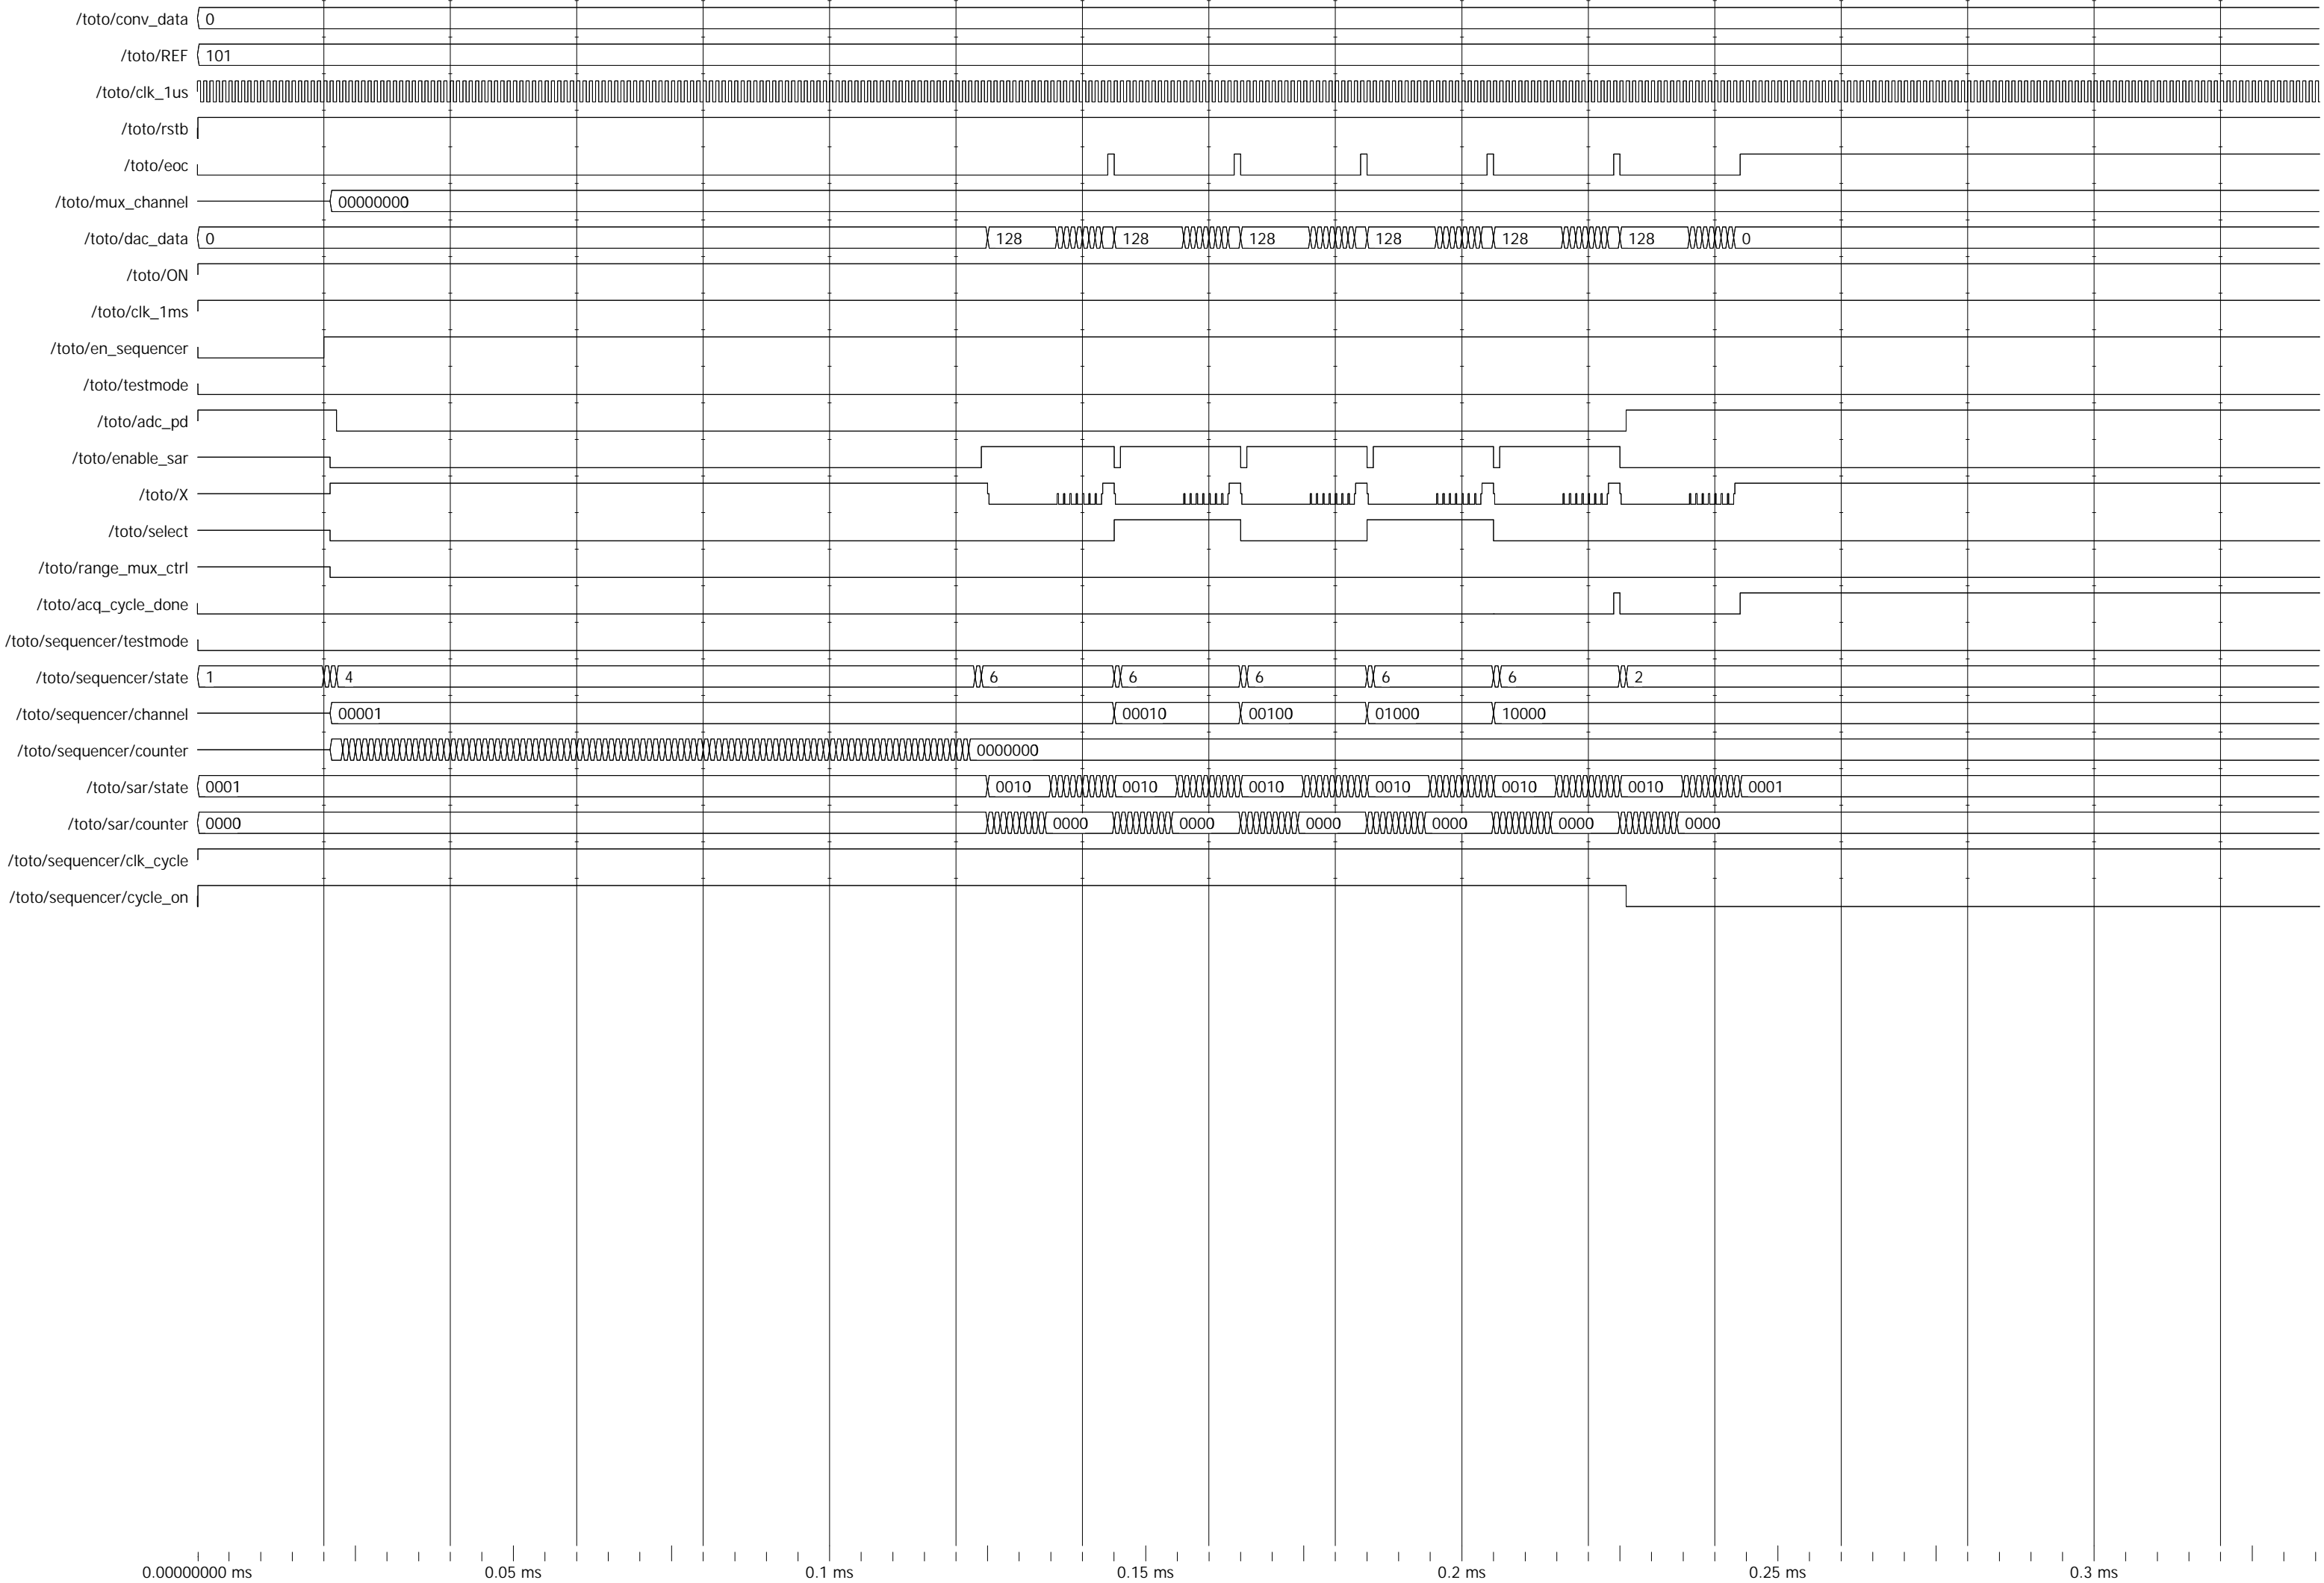 /toto/conv_data 0
/toto/REF 101
/toto/clk_1us
/toto/rstb
/toto/eoc
/toto/mux_channel 00000000
/toto/dac_data 0 128 128 128 128 128 128 0
/toto/ON
/toto/clk_1ms
/toto/en_sequencer
/toto/testmode
/toto/adc_pd
/toto/enable_sar
/toto/X
/toto/select
/toto/range_mux_ctrl
/toto/acq_cycle_done
/toto/sequencer/testmode
/toto/sequencer/state 1 4 6 6 6 6 6 2
/toto/sequencer/channel 00001 00010 00100 01000 10000
/toto/sequencer/counter 0000000
/toto/sar/state 0001 0010 0010 0010 0010 0010 0010 0001
/toto/sar/counter 0000 0000 0000 0000 0000 0000 0000
/toto/sequencer/clk_cycle
/toto/sequencer/cycle_on
0.00000000 ms 0.05 ms 0.1 ms 0.15 ms 0.2 ms 0.25 ms 0.3 ms